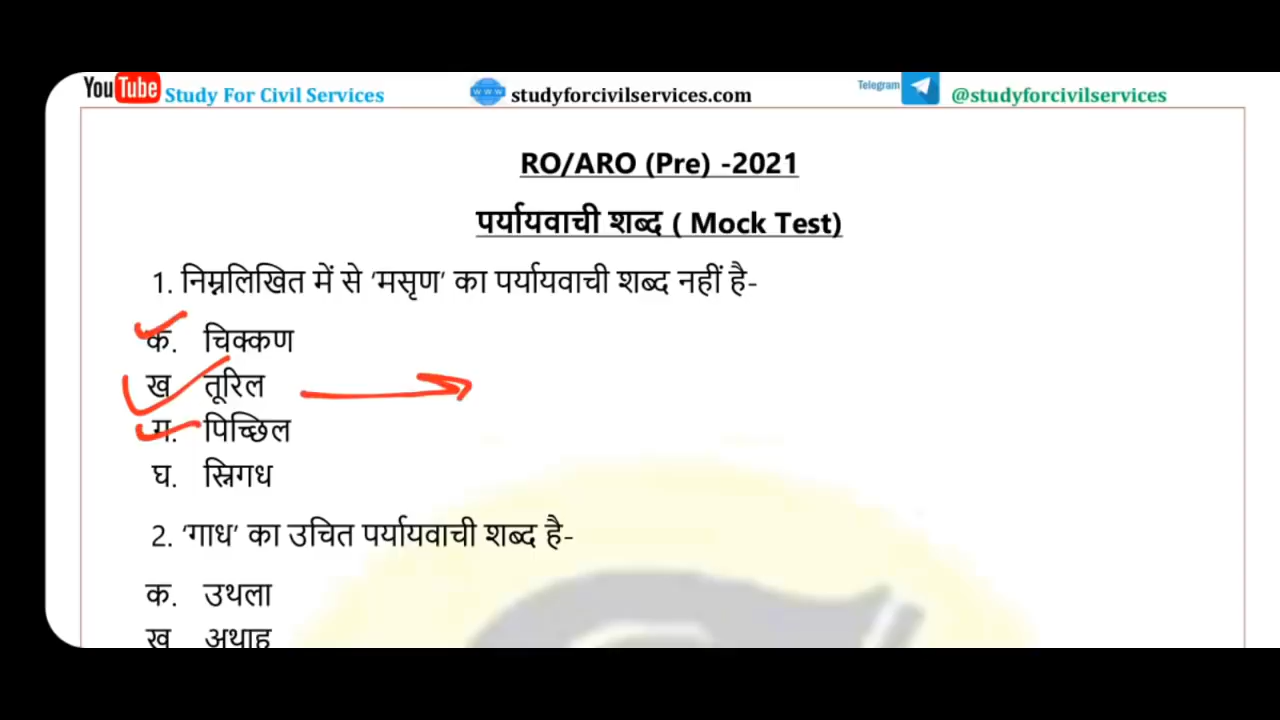 YouTube Study For Civil Services www studyforcivilservices.com Telegram @studyforcivilservices
RO/ARO (Pre) -2021
पर्यायवाची शब्द ( Mock Test)
1. निम्नलिखित में से ‘मसृण’ का पर्यायवाची शब्द नहीं है-
क. चिक्कण
ख तूरिल
ग. पिच्छिल
घ. स्निगध
2. ‘गाध’ का उचित पर्यायवाची शब्द है-
क. उथला
ख अथाह